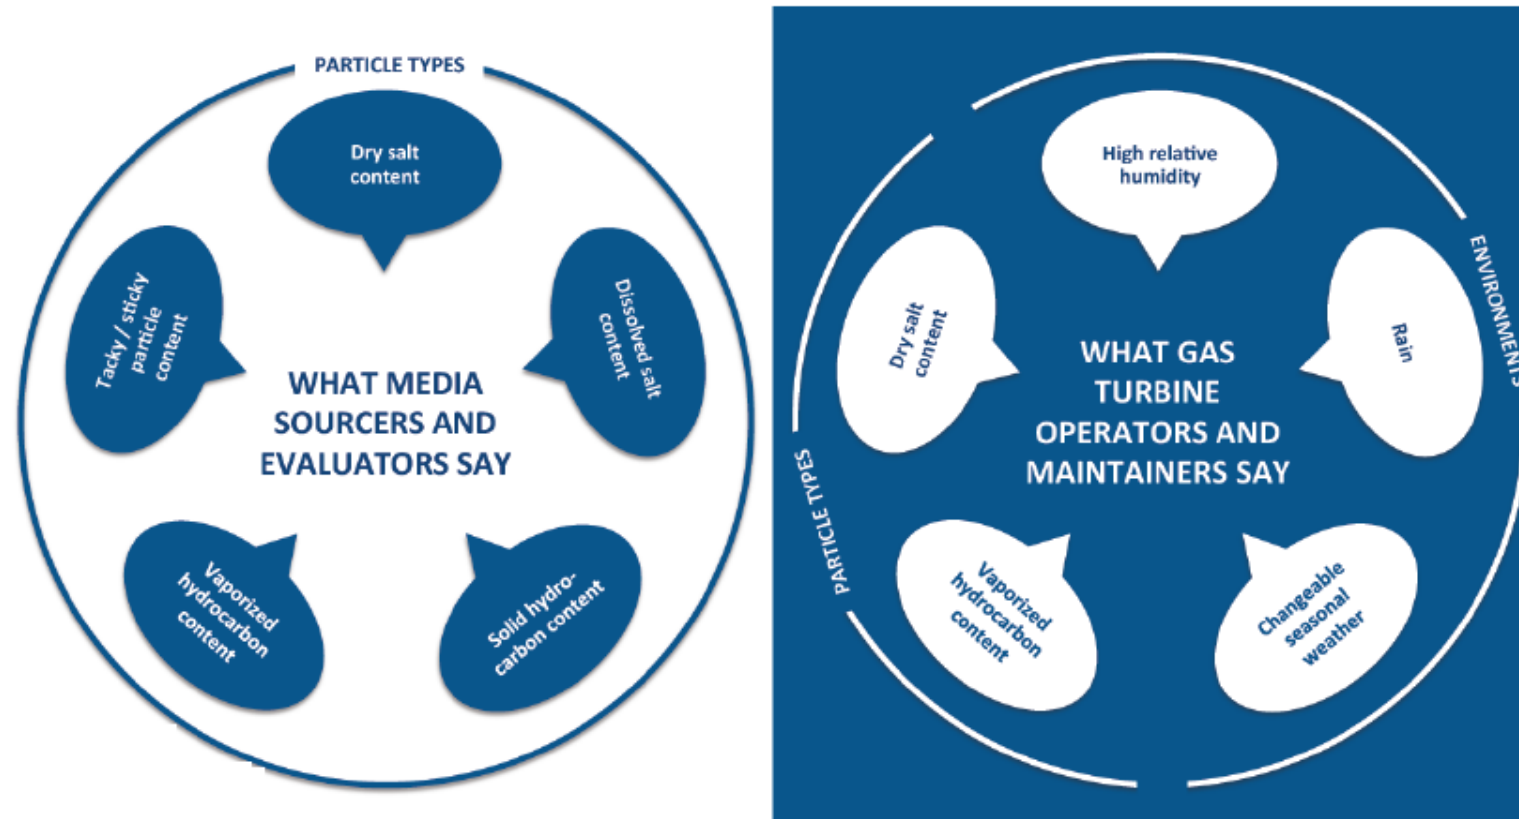 PARTICLE TYPES
Dry salt
content
Dissolved salt
content
Solid hydro-
carbon content
Vaporized
hydrocarbon
content
Tacky / sticky
particle
content
WHAT MEDIA
SOURCERS AND
EVALUATORS SAY
High relative
humidity
ENVIRONMENTS
Rain
Changeable
seasonal
weather
Vaporized
hydrocarbon
content
PARTICLE TYPES
Dry salt
content
WHAT GAS
TURBINE
OPERATORS AND
MAINTAINERS SAY